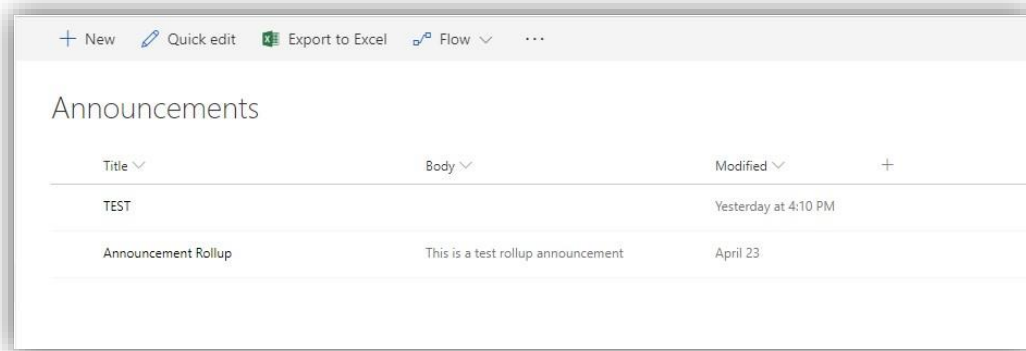 New Quick edit Export to Excel Flow ...
Announcements
Title Body Modified
TEST Yesterday at 4:10 PM
Announcement Rollup This is a test rollup announcement April 23